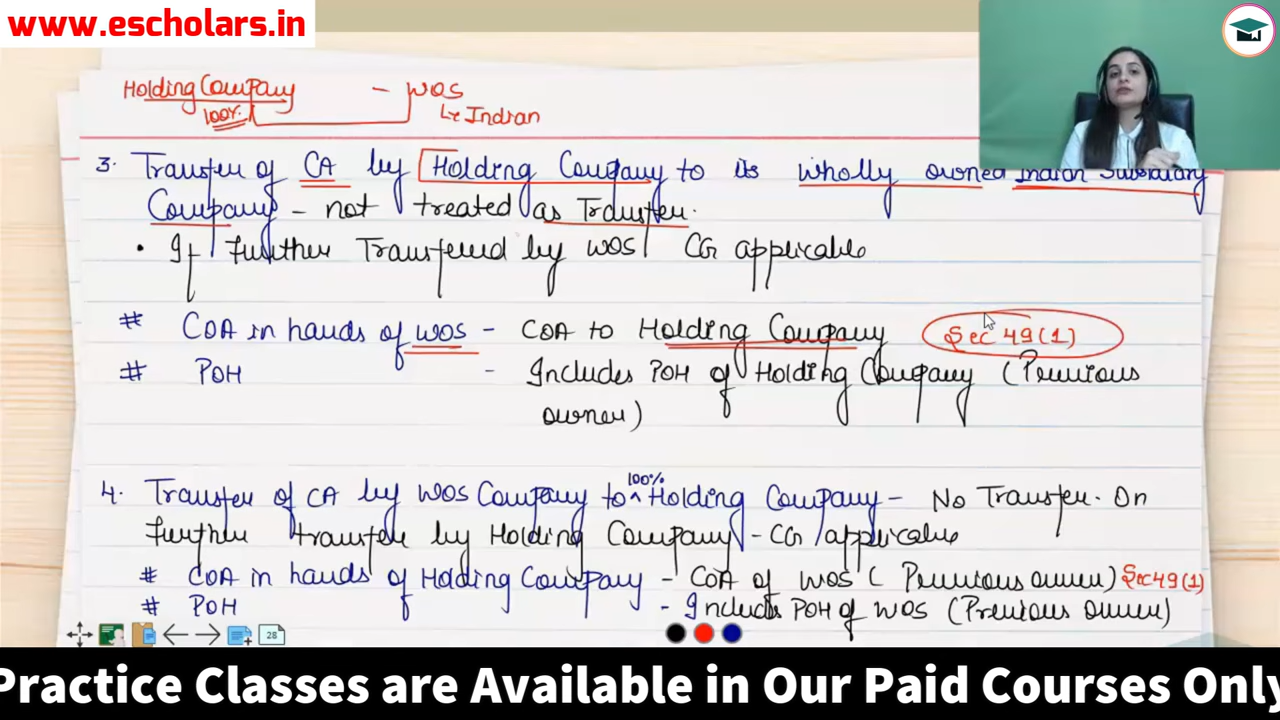 www.escholars.in
Holding Company - WOS
100%
Indian
3. Transfer of CA by Holding Company to its wholly owned Indian Subsidiary
Company - not treated as Transfer.
• If further Transferred by WOS CG applicable
# COA in hands of WOS - COA to Holding Company Sec 49(1)
# POH - Includes POH of Holding Company (Previous
owner)
4. Transfer of CA by WOS Company to 100% Holding Company - No Transfer. On
further transfer by Holding Company - CG applicable
# COA in hands of Holding Company - COA of WOS (Previous owner) Sec 49(1)
# POH - Includes POH of WOS (Previous owner)
28
Practice Classes are Available in Our Paid Courses Only